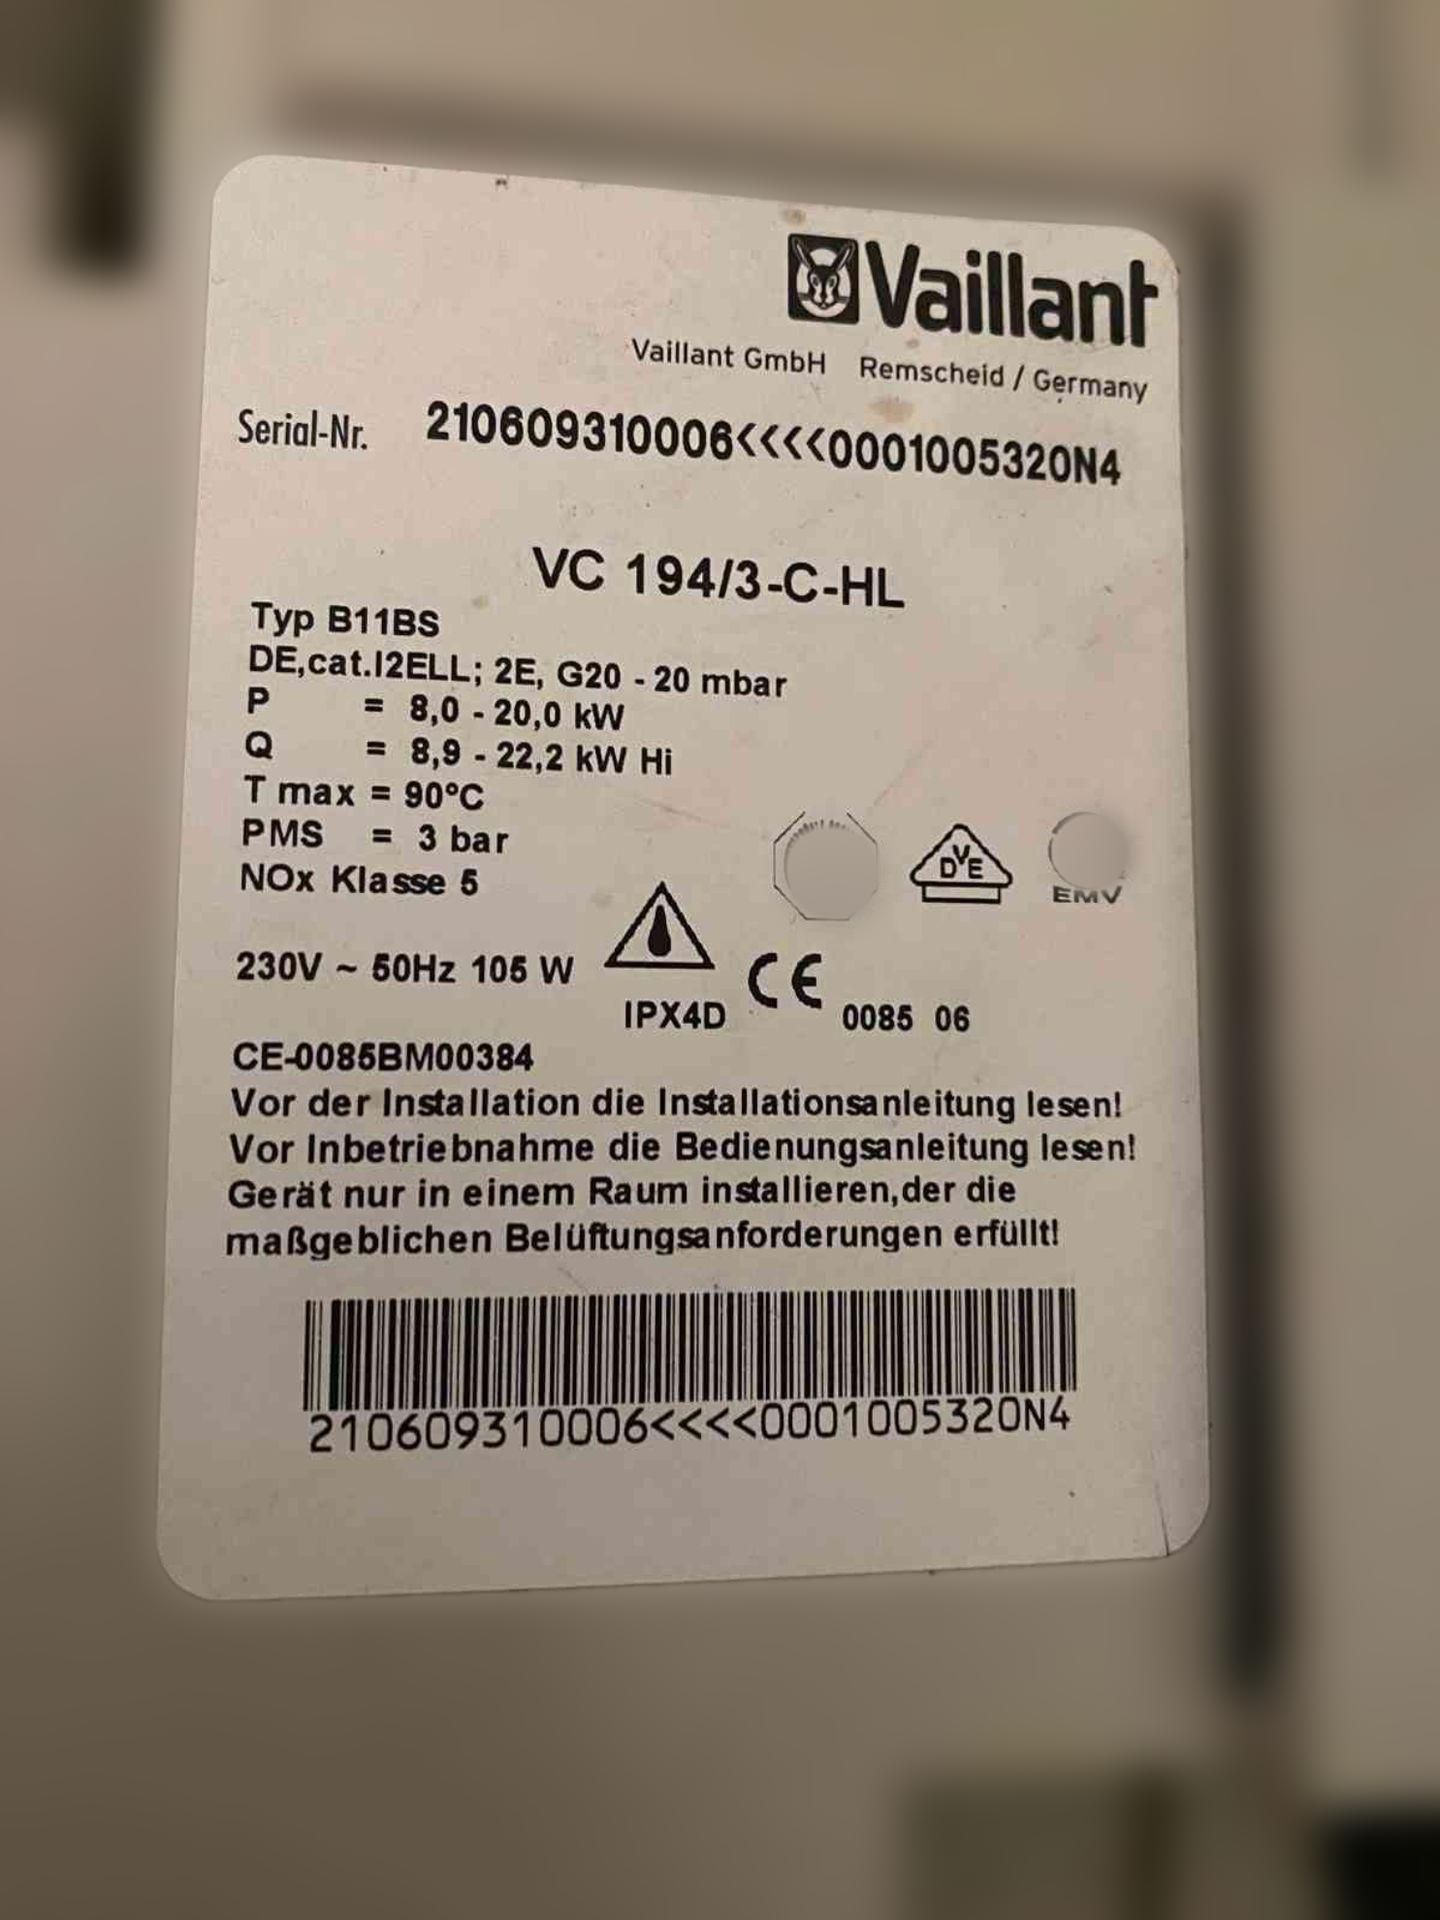 Vaillant
Vaillant GmbH Remscheid / Germany
Serial-Nr. 210609310006<<<<0001005320N4
VC 194/3-C-HL
Typ B11BS
DE,cat.I2ELL; 2E, G20 - 20 mbar
P = 8,0 - 20,0 kW
Q = 8,9 - 22,2 kW Hi
T max = 90°C
PMS = 3 bar
NOx Klasse 5
DVE
EMV
230V ~ 50Hz 105 W
IPX4D
CE 0085 06
CE-0085BM00384
Vor der Installation die Installationsanleitung lesen!
Vor Inbetriebnahme die Bedienungsanleitung lesen!
Gerät nur in einem Raum installieren,der die
maßgeblichen Belüftungsanforderungen erfüllt!
210609310006<<<<0001005320N4